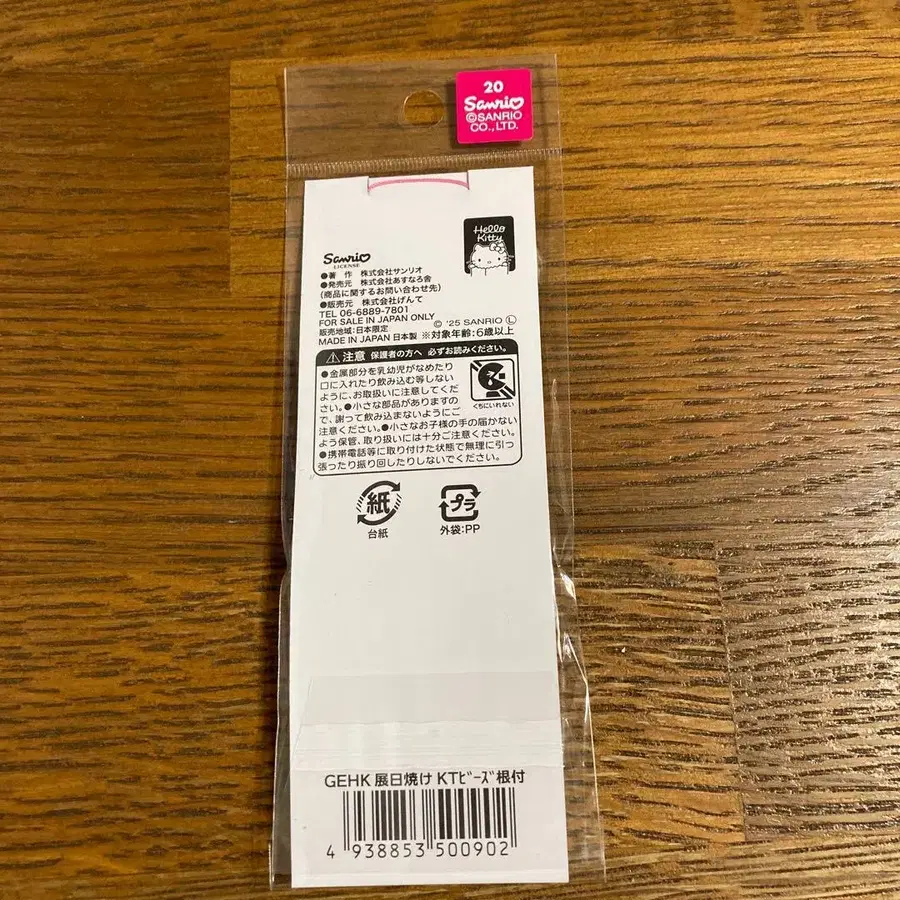 20
Sanrio
©SANRIO
CO., LTD.
Hello
Kitty
Sanrio
LICENSE
●著 作 株式会社サンリオ
●発売元 株式会社あすなろ舎
(商品に関するお問い合わせ先)
●販売元 株式会社げんて
TEL 06-6889-7801
FOR SALE IN JAPAN ONLY
販売地域:日本限定
© '25 SANRIO Ⓛ
MADE IN JAPAN 日本製 ※対象年齢:6歳以上
⚠注意 保護者の方へ 必ずお読みください。
●金属部分を乳幼児がなめたり
口に入れたり飲み込む等しない
ように、お取扱いに注意してくだ
さい。●小さな部品がありますの
で、謝って飲み込まないようにご
注意ください。●小さなお子様の手の届かない
よう保管、取り扱いには十分ご注意ください。
●携帯電話等に取り付けた状態で無理に引っ
張ったり振り回したりしないでください。
くちにいれない
紙
台紙
プラ
外袋:PP
GEHK 展日焼け KTビーズ根付
4 938853 500902